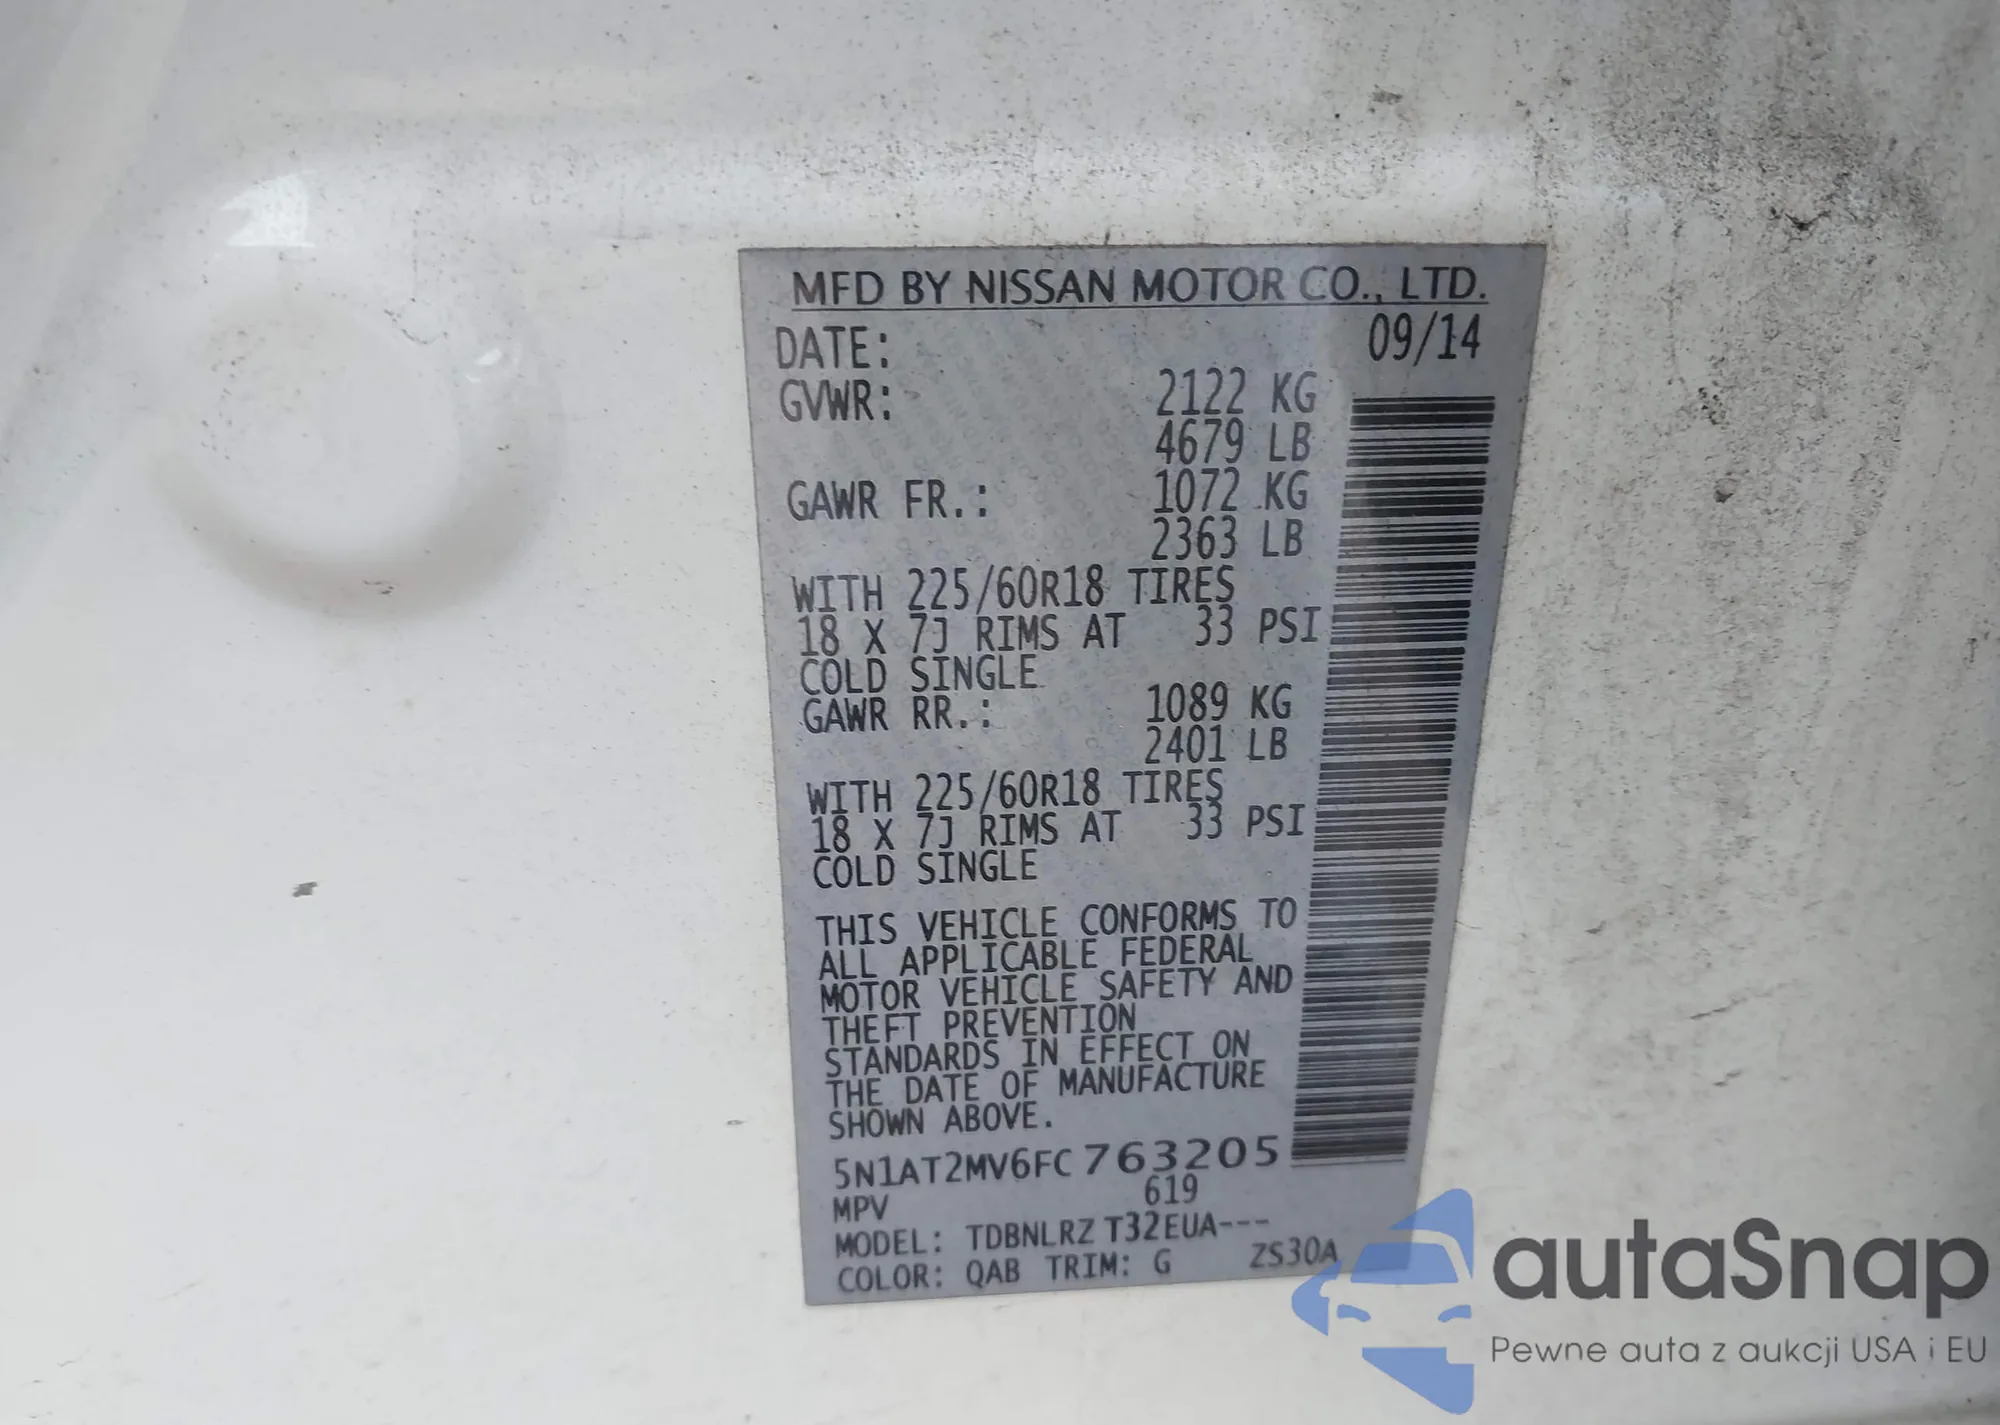 MFD BY NISSAN MOTOR CO., LTD.
DATE: 09/14
GVWR: 2122 KG
4679 LB
GAWR FR.: 1072 KG
2363 LB
WITH 225/60R18 TIRES
18 X 7J RIMS AT 33 PSI
COLD SINGLE
GAWR RR.: 1089 KG
2401 LB
WITH 225/60R18 TIRES
18 X 7J RIMS AT 33 PSI
COLD SINGLE
THIS VEHICLE CONFORMS TO
ALL APPLICABLE FEDERAL
MOTOR VEHICLE SAFETY AND
THEFT PREVENTION
STANDARDS IN EFFECT ON
THE DATE OF MANUFACTURE
SHOWN ABOVE.
5N1AT2MV6FC763205
MPV 619
MODEL: TDBNLRZ T32EUA---
COLOR: QAB TRIM: G ZS30A
autaSnap
Pewne auta z aukcji USA i EU